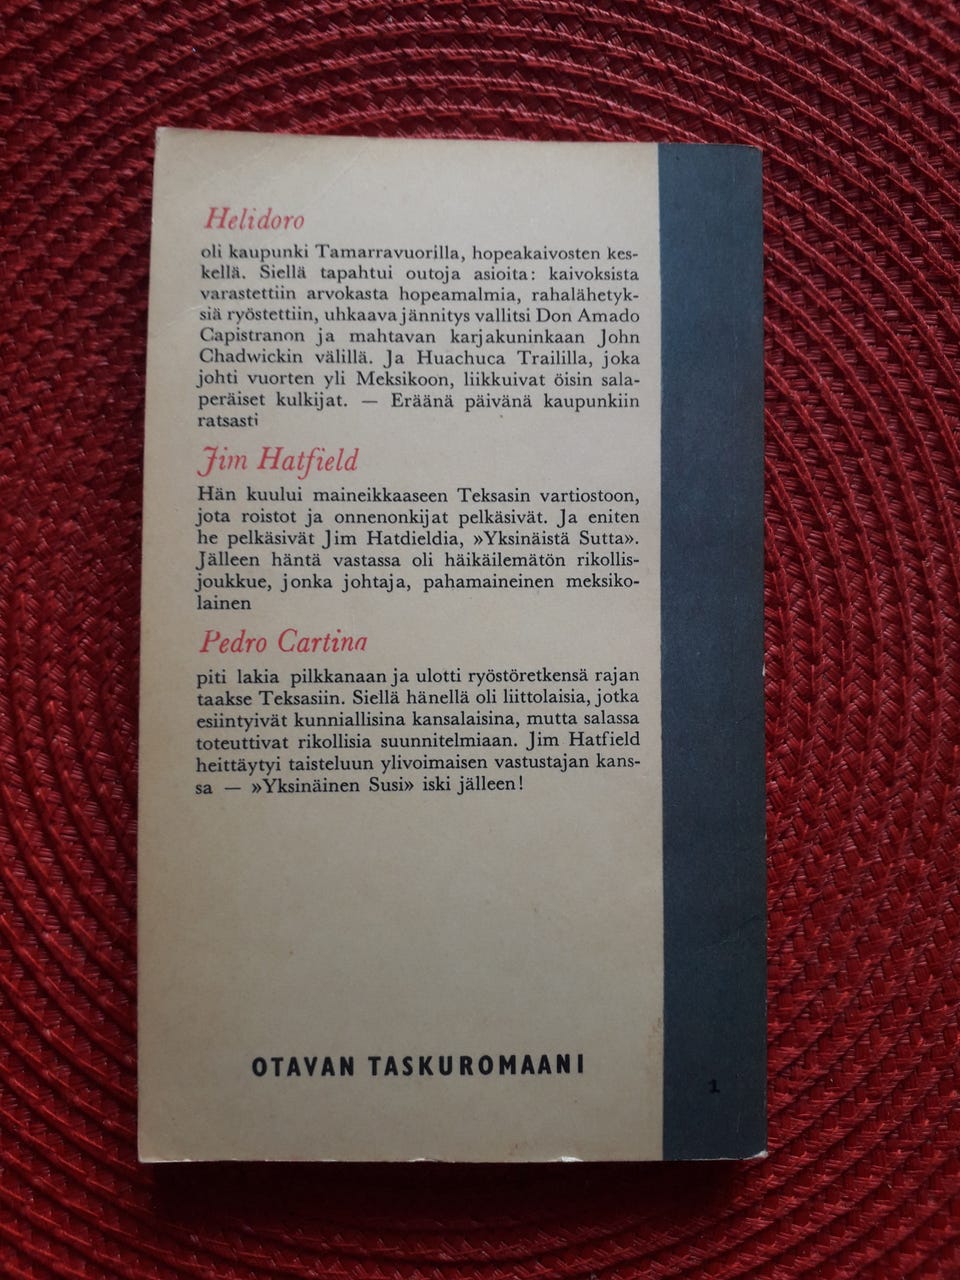 Helidoro
oli kaupunki Tamarravuorilla, hopeakaivosten kes-
kellä. Siellä tapahtui outoja asioita: kaivoksista
varastettiin arvokasta hopeamalmia, rahalähetyk-
siä ryöstettiin, uhkaava jännitys vallitsi Don Amado
Capistranon ja mahtavan karjakuninkaan John
Chadwickin välillä. Ja Huachuca Traililla, joka
johti vuorten yli Meksikoon, liikkuivat öisin sala-
peräiset kulkijat. — Eräänä päivänä kaupunkiin
ratsasti
Jim Hatfield
Hän kuului maineikkaaseen Teksasin vartiostoon,
jota roistot ja onnenonkijat pelkäsivät. Ja eniten
he pelkäsivät Jim Hatdieldia, »Yksinäistä Sutta».
Jälleen häntä vastassa oli häikäilemätön rikollis-
joukkue, jonka johtaja, pahamaineinen meksiko-
lainen
Pedro Cartina
piti lakia pilkkanaan ja ulotti ryöstöretkensä rajan
taakse Teksasiin. Siellä hänellä oli liittolaisia, jotka
esiintyivät kunniallisina kansalaisina, mutta salassa
toteuttivat rikollisia suunnitelmiaan. Jim Hatfield
heittäytyi taisteluun ylivoimaisen vastustajan kans-
sa — »Yksinäinen Susi» iski jälleen!
OTAVAN TASKUROMAANI
1